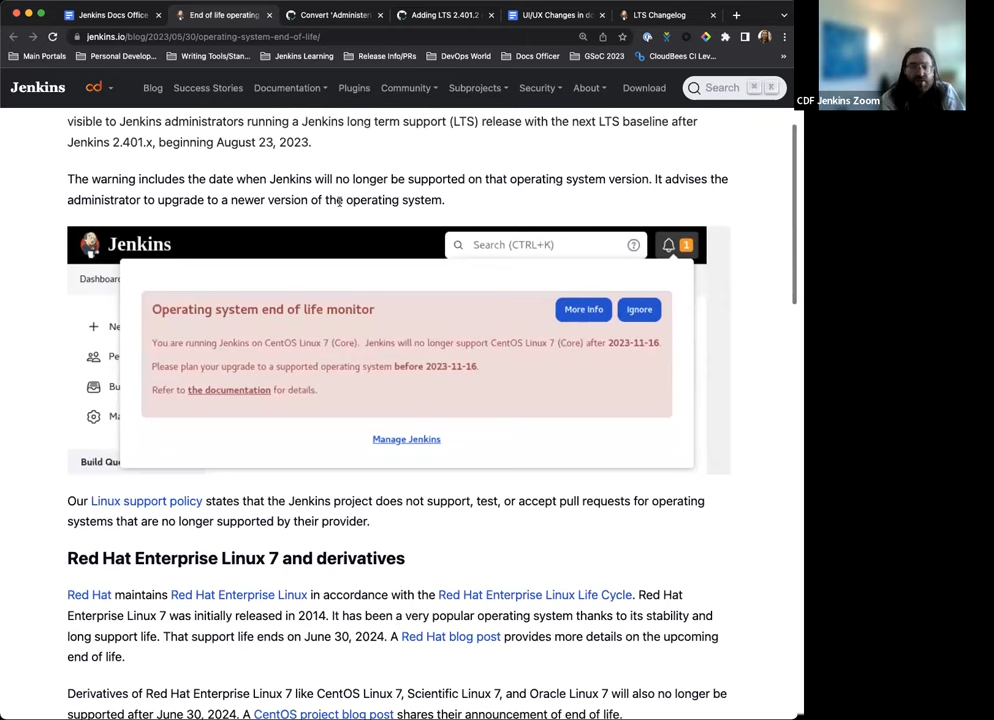 Jenkins Docs Office
End of life operating
Convert 'Administer
Adding LTS 2.401.2
UI/UX Changes in do
LTS Changelog
jenkins.io/blog/2023/05/30/operating-system-end-of-life/
Main Portals
Personal Develop...
Writing Tools/Stan...
Jenkins Learning
Release Info/PRs
DevOps World
Docs Officer
GSoC 2023
CloudBees CI Lev...
Jenkins
cd
Blog
Success Stories
Documentation
Plugins
Community
Subprojects
Security
About
Download
Search
K
CDF Jenkins Zoom
visible to Jenkins administrators running a Jenkins long term support (LTS) release with the next LTS baseline after
Jenkins 2.401.x, beginning August 23, 2023.
The warning includes the date when Jenkins will no longer be supported on that operating system version. It advises the
administrator to upgrade to a newer version of the operating system.
Jenkins
Search (CTRL+K)
1
Dashboard
Operating system end of life monitor
More Info
Ignore
You are running Jenkins on CentOS Linux 7 (Core). Jenkins will no longer support CentOS Linux 7 (Core) after 2023-11-16.
Please plan your upgrade to a supported operating system before 2023-11-16.
Refer to the documentation for details.
Ne
Pe
Bu
Ma
Manage Jenkins
Build Que
Our Linux support policy states that the Jenkins project does not support, test, or accept pull requests for operating
systems that are no longer supported by their provider.
Red Hat Enterprise Linux 7 and derivatives
Red Hat maintains Red Hat Enterprise Linux in accordance with the Red Hat Enterprise Linux Life Cycle. Red Hat
Enterprise Linux 7 was initially released in 2014. It has been a very popular operating system thanks to its stability and
long support life. That support life ends on June 30, 2024. A Red Hat blog post provides more details on the upcoming
end of life.
Derivatives of Red Hat Enterprise Linux 7 like CentOS Linux 7, Scientific Linux 7, and Oracle Linux 7 will also no longer be
supported after June 30, 2024. A CentOS project blog post shares their announcement of end of life.